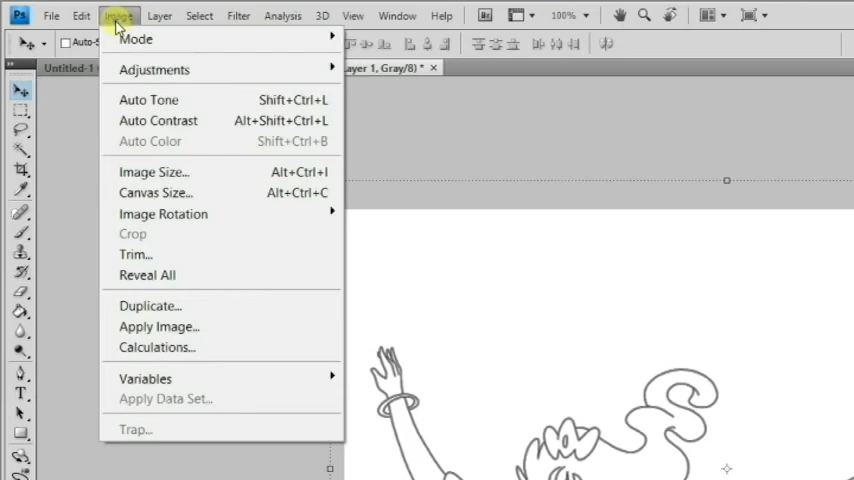 Ps File Edit Image Layer Select Filter Analysis 3D View Window Help Br 100%
Auto-S
Untitled-1 Layer 1, Gray/8) * ×
Mode
Adjustments
Auto Tone Shift+Ctrl+L
Auto Contrast Alt+Shift+Ctrl+L
Auto Color Shift+Ctrl+B
Image Size... Alt+Ctrl+I
Canvas Size... Alt+Ctrl+C
Image Rotation
Crop
Trim...
Reveal All
Duplicate...
Apply Image...
Calculations...
Variables
Apply Data Set...
Trap...
T